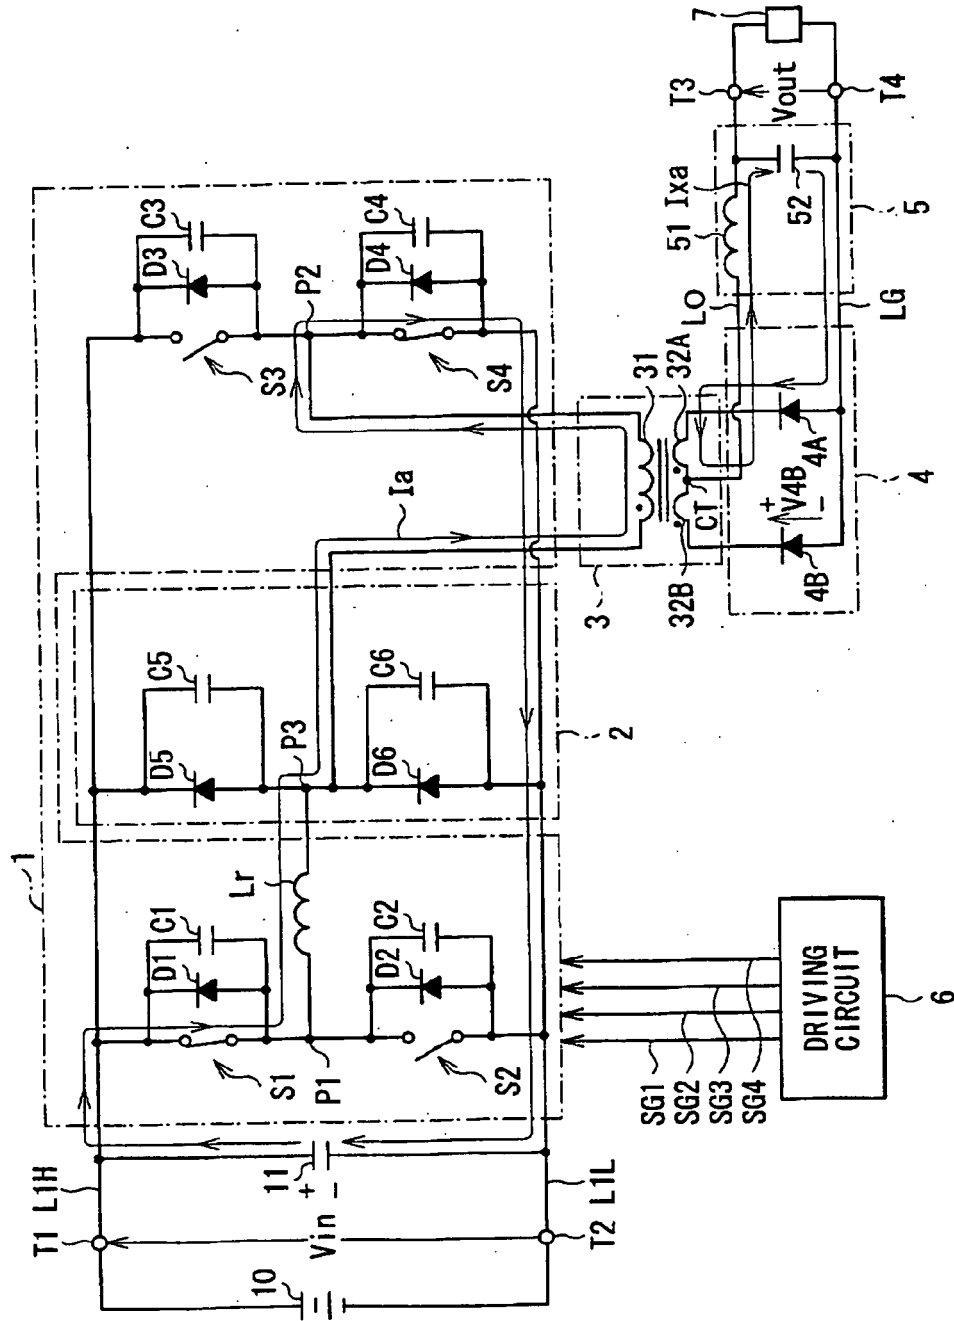 7
T3
Vout
T4
Ixa
51
52
5
LO
LG
1
D3
C3
P2
D4
C4
S3
S4
31
32A
Ia
3
CT
32B
4A
+
V4B
-
4B
4
C5
D5
P3
C6
D6
2
Lr
C1
D1
C2
D2
S1
P1
S2
DRIVING
CIRCUIT
6
SG1
SG2
SG3
SG4
L1H
11
+
-
L1L
T1
Vin
T2
10